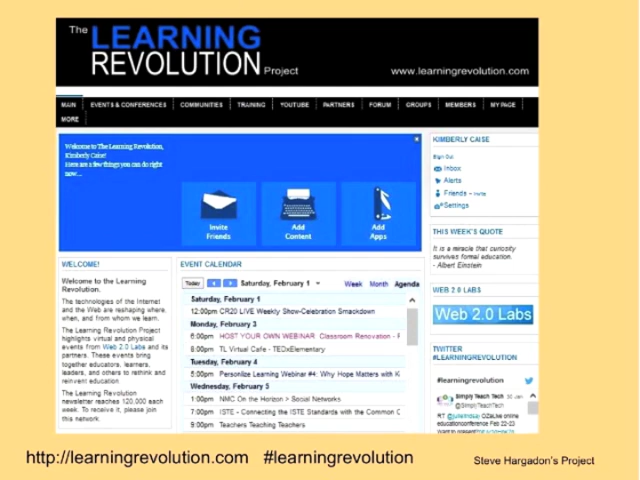 The LEARNING
REVOLUTION Project
www.learningrevolution.com
MAIN EVENTS & CONFERENCES COMMUNITIES TRAINING YOUTUBE PARTNERS FORUM GROUPS MEMBERS MY PAGE
MORE
Welcome to The Learning Revolution,
Kimberly Caise!
Here are a few things you can do right
now...
Invite
Friends
Add
Content
Add
Apps
KIMBERLY CAISE
Sign Out
Inbox
Alerts
Friends - Invite
Settings
THIS WEEK'S QUOTE
It is a miracle that curiosity
survives formal education.
- Albert Einstein
WEB 2.0 LABS
Web 2.0 Labs
TWITTER
#LEARNINGREVOLUTION
#learningrevolution
Simply Teach Tech 30 Jan
@SimplyTeachTech
educationconference Feb 22-23
WELCOME!
Welcome to the Learning
Revolution.
The technologies of the Internet
and the Web are reshaping where,
when, and from whom we learn.
The Learning Revolution Project
highlights virtual and physical
events from Web 2.0 Labs and its
partners. These events bring
together educators, learners,
leaders, and others to rethink and
reinvent education.
The Learning Revolution
newsletter reaches 120,000 each
week. To receive it, please join
this network.
EVENT CALENDAR
Today Saturday, February 1 Week Month Agenda
Saturday, February 1
12:00pm CR20 LIVE Weekly Show-Celebration Smackdown
Monday, February 3
6:00pm HOST YOUR OWN WEBINAR Classroom Renovation - F
8:00pm TL Virtual Cafe - TEDxElementary
Tuesday, February 4
5:00pm Personlize Learning Webinar #4: Why Hope Matters with K
Wednesday, February 5
1:00pm NMC On the Horizon > Social Networks
7:00pm ISTE - Connecting the ISTE Standards with the Common C
9:00pm Teachers Teaching Teachers
http://learningrevolution.com #learningrevolution
Steve Hargadon's Project